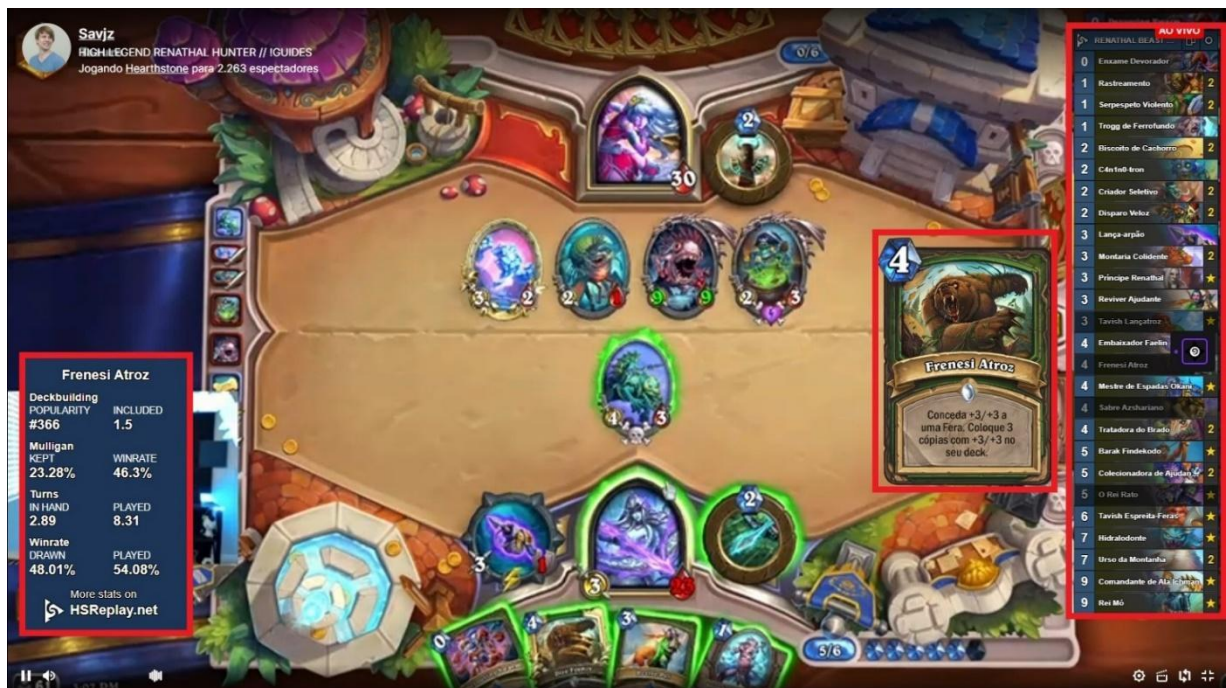 Savjz
HIGH LEGEND RENATHAL HUNTER // !GUIDES
Jogando Hearthstone para 2.263 espectadores
0/6
30
2
3 2
2 1
9 9
2 3
4 3
4
Frenesi Atroz
Conceda +3/+3 a
uma Fera. Coloque 3
cópias com +3/+3 no
seu deck.
Frenesi Atroz
Deckbuilding
POPULARITY INCLUDED
#366 1.5
Mulligan
KEPT WINRATE
23.28% 46.3%
Turns
IN HAND PLAYED
2.89 8.31
Winrate
DRAWN PLAYED
48.01% 54.08%
More stats on
HSReplay.net
3
3
2
0
4
3
1
5/6
AO VIVO
RENATHAL BEAST
0 Enxame Devorador
1 Rastreamento 2
1 Serpespeto Violento 2
1 Trogg de Ferrofundo
2 Biscoito de Cachorro 2
2 C4n1n0-tron
2 Criador Seletivo 2
2 Disparo Veloz 2
3 Lança-arpão
3 Montaria Colidente 2
3 Príncipe Renathal ★
3 Reviver Ajudante
3 Tavish Lançatroz ★
4 Embaixador Faelin
4 Frenesi Atroz
4 Mestre de Espadas Okani ★
4 Sabre Azshariano
4 Tratadora do Brado 2
5 Barak Findekodo ★
5 Colecionadora de Ajudan 2
5 O Rei Rato ★
6 Tavish Espreita-Feras ★
7 Hidralodonte ★
7 Urso da Montanha 2
9 Comandante de Ala Ichman ★
9 Rei Mó ★